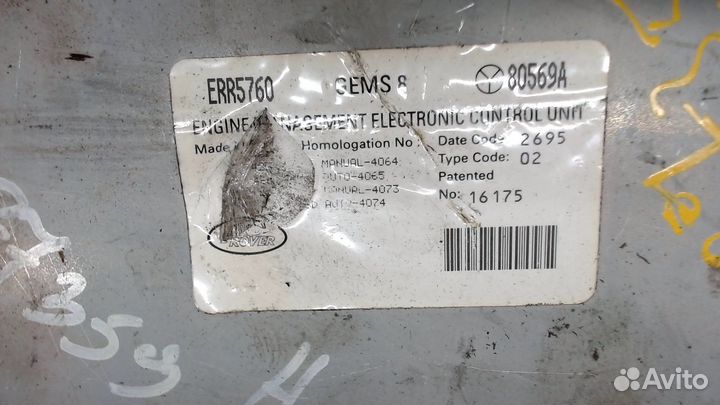 ERR5760 GEMS 8 80569A
ENGINE MANAGEMENT ELECTRONIC CONTROL UNIT
Made Homologation No: Date Code: 2695
MANUAL-4064 Type Code: 02
AUTO-4065 Patented
MANUAL-4073 No: 16175
AUTO-4074
ROVER
359
Avito